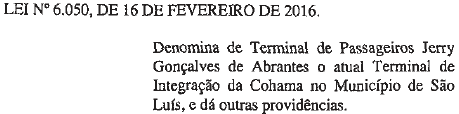 LEI Nº 6.050, DE 16 DE FEVEREIRO DE 2016.
Denomina de Terminal de Passageiros Jerry
Gonçalves de Abrantes o atual Terminal de
Integração da Cohama no Município de São
Luís, e dá outras providências.